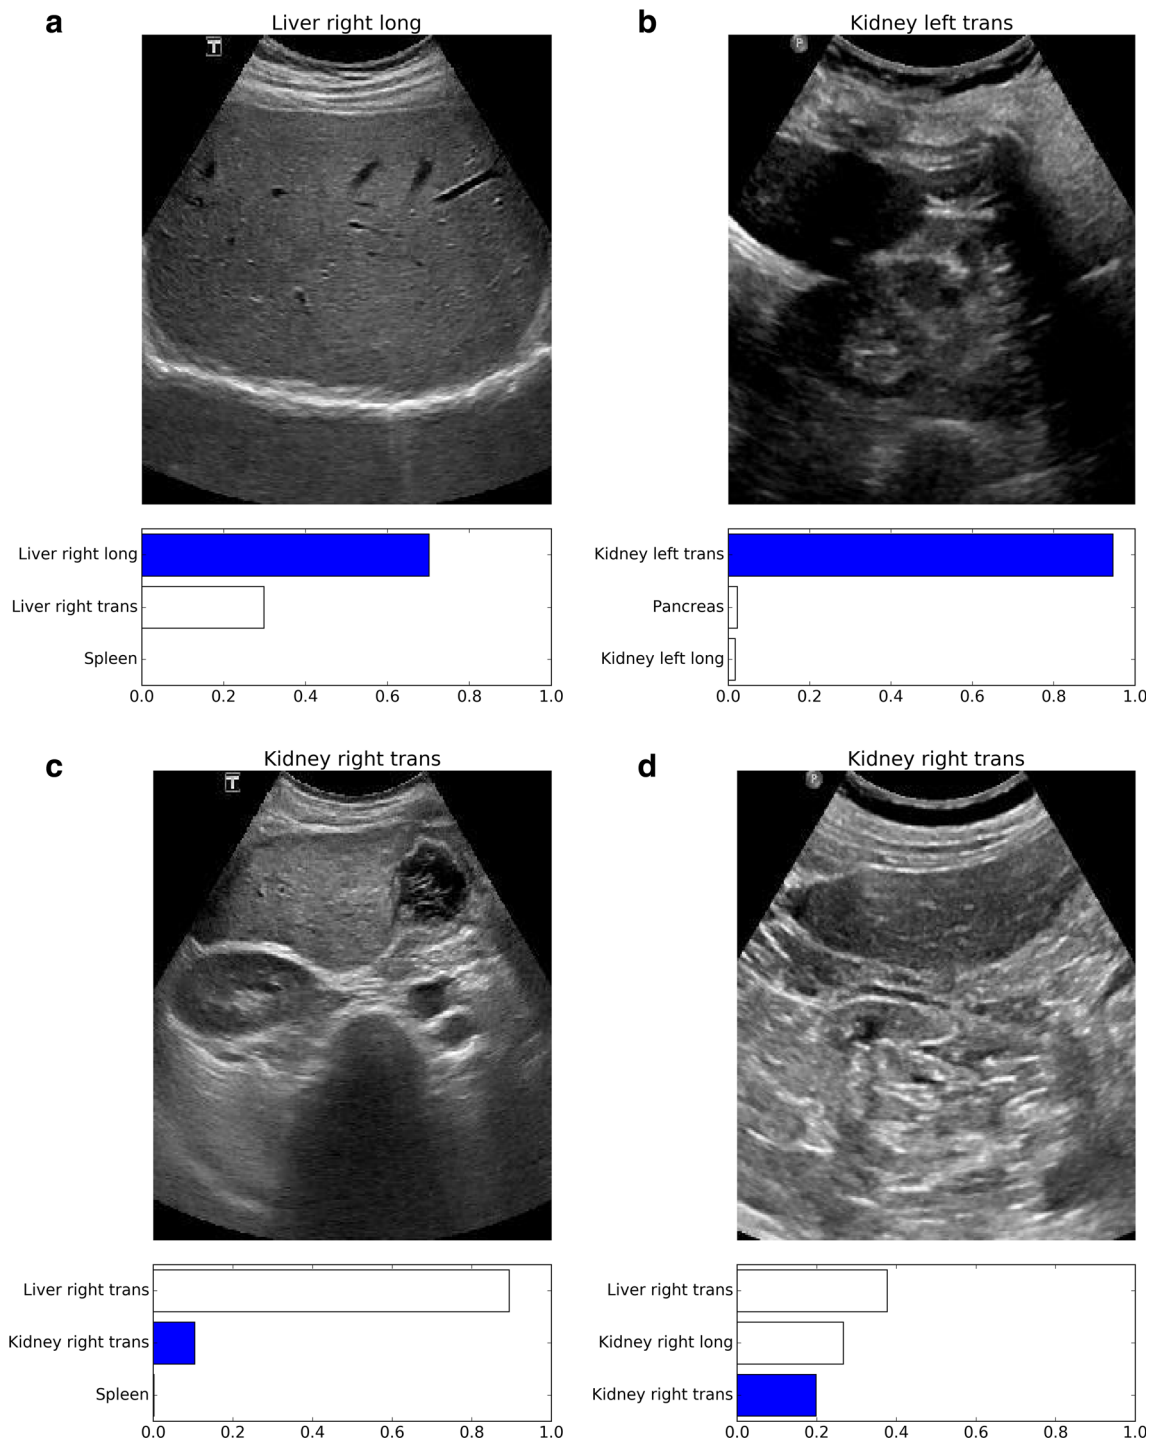 a
Liver right long
T
Liver right long
Liver right trans
Spleen
0.0 0.2 0.4 0.6 0.8 1.0
b
Kidney left trans
P
Kidney left trans
Pancreas
Kidney left long
0.0 0.2 0.4 0.6 0.8 1.0
c
Kidney right trans
T
Liver right trans
Kidney right trans
Spleen
0.0 0.2 0.4 0.6 0.8 1.0
d
Kidney right trans
P
Liver right trans
Kidney right long
Kidney right trans
0.0 0.2 0.4 0.6 0.8 1.0